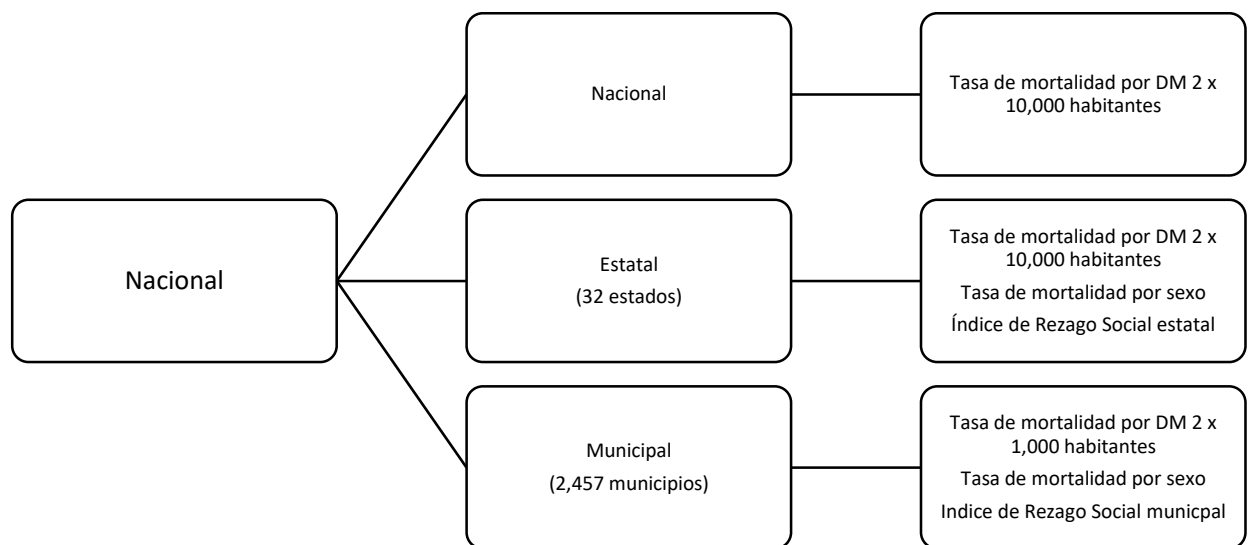 Nacional
Nacional
Tasa de mortalidad por DM 2 x
10,000 habitantes
Estatal
(32 estados)
Tasa de mortalidad por DM 2 x
10,000 habitantes
Tasa de mortalidad por sexo
Índice de Rezago Social estatal
Municipal
(2,457 municipios)
Tasa de mortalidad por DM 2 x
1,000 habitantes
Tasa de mortalidad por sexo
Indice de Rezago Social municpal